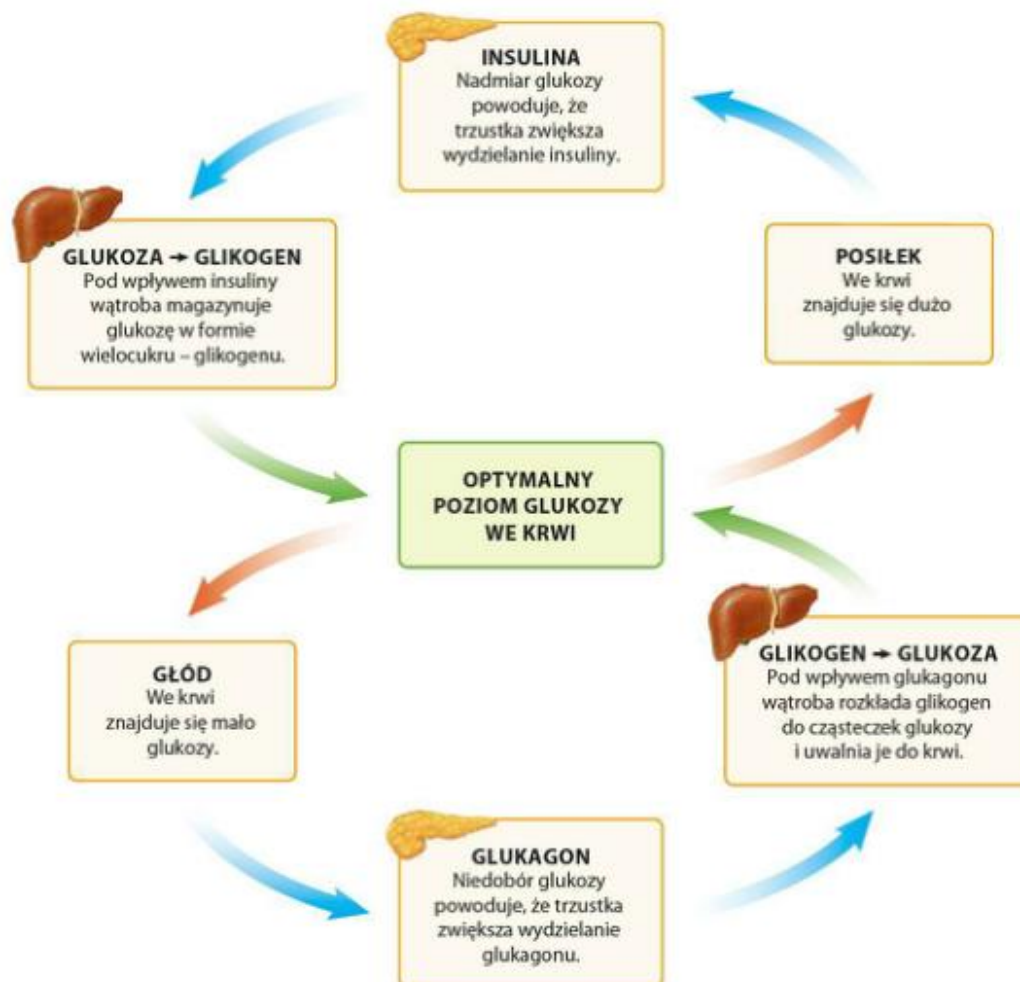 INSULINA
Nadmiar glukozy
powoduje, że
trzustka zwiększa
wydzielanie insuliny.
GLUKOZA → GLIKOGEN
Pod wpływem insuliny
wątroba magazynuje
glukozę w formie
wielocukru – glikogenu.
POSIŁEK
We krwi
znajduje się dużo
glukozy.
OPTYMALNY
POZIOM GLUKOZY
WE KRWI
GŁÓD
We krwi
znajduje się mało
glukozy.
GLIKOGEN → GLUKOZA
Pod wpływem glukagonu
wątroba rozkłada glikogen
do cząsteczek glukozy
i uwalnia je do krwi.
GLUKAGON
Niedobór glukozy
powoduje, że trzustka
zwiększa wydzielanie
glukagonu.